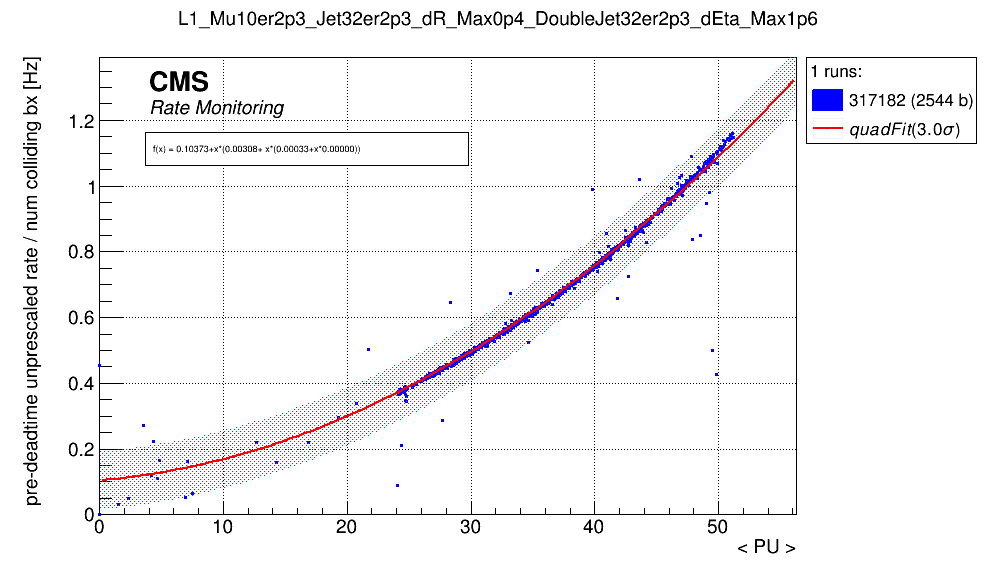 L1_Mu10er2p3_Jet32er2p3_dR_Max0p4_DoubleJet32er2p3_dEta_Max1p6
pre-deadtime unprescaled rate / num colliding bx [Hz]
CMS
Rate Monitoring
f(x) = 0.10373+x*(0.00308+ x*(0.00033+x*0.00000))
1 runs:
317182 (2544 b)
quadFit(3.0σ)
1.2
1
0.8
0.6
0.4
0.2
0
0 10 20 30 40 50
< PU >